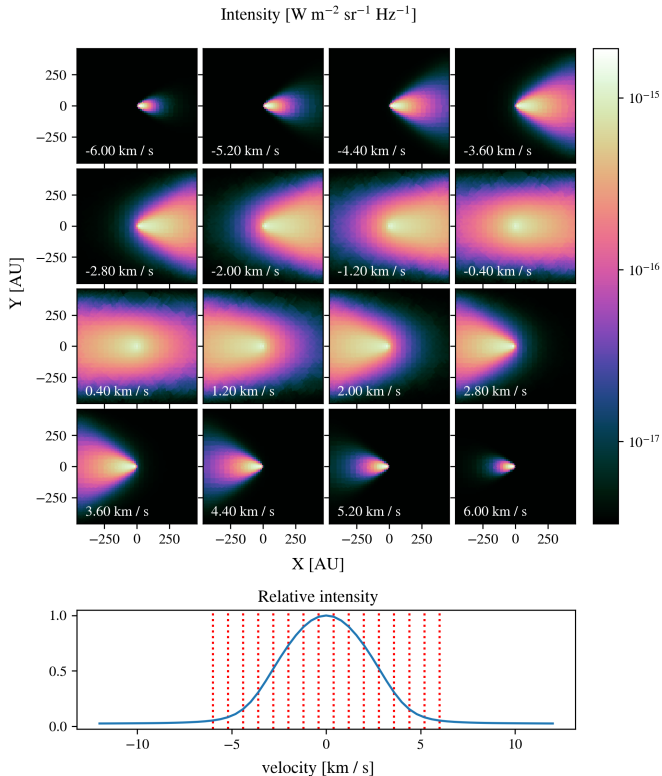 Intensity [W m⁻² sr⁻¹ Hz⁻¹]
250
0
−250
-6.00 km / s
-5.20 km / s
-4.40 km / s
-3.60 km / s
10⁻¹⁵
250
0
−250
-2.80 km / s
-2.00 km / s
-1.20 km / s
-0.40 km / s
10⁻¹⁶
Y [AU]
250
0
−250
0.40 km / s
1.20 km / s
2.00 km / s
2.80 km / s
10⁻¹⁷
250
0
−250
3.60 km / s
4.40 km / s
5.20 km / s
6.00 km / s
−250 0 250 −250 0 250 −250 0 250 −250 0 250
X [AU]
Relative intensity
1.0
0.5
0.0
−10 −5 0 5 10
velocity [km / s]